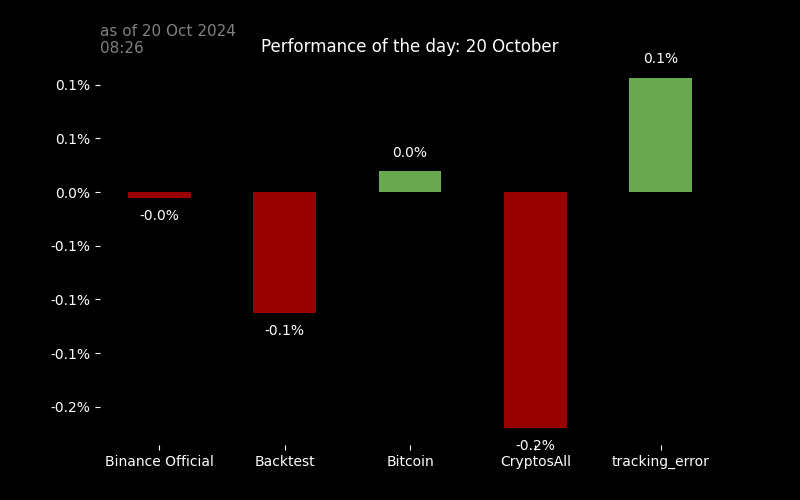 as of 20 Oct 2024
08:26
Performance of the day: 20 October
0.1%
0.1%
0.1%
0.0%
0.0%
-0.0%
-0.1%
-0.1%
-0.1%
-0.1%
-0.2%
-0.2%
Binance Official
Backtest
Bitcoin
CryptosAll
tracking_error